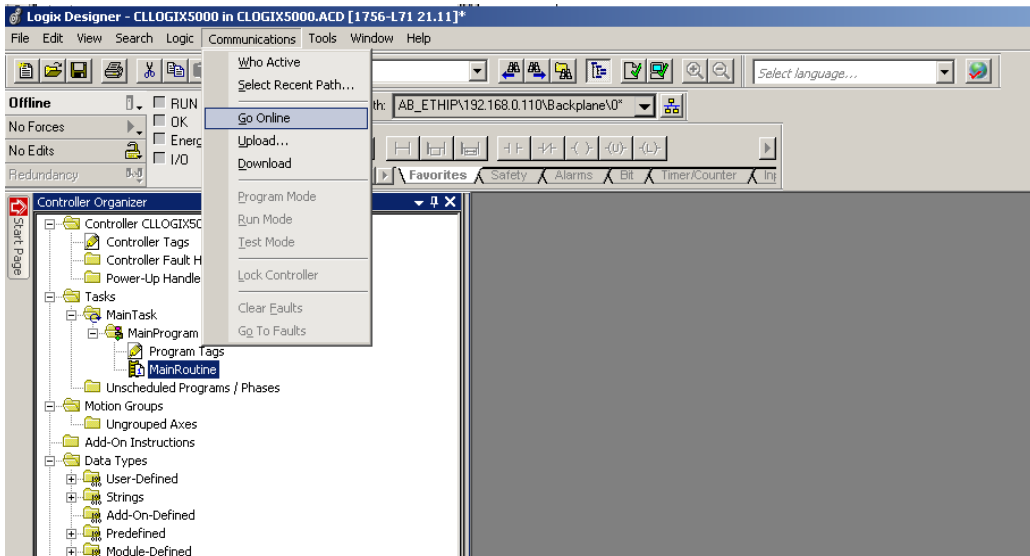 Logix Designer - CLLOGIX5000 in CLOGIX5000.ACD [1756-L71 21.11]*
File Edit View Search Logic Communications Tools Window Help
Select language...
Offline
RUN
No Forces
OK
No Edits
Energ
Redundancy
I/O
th: AB_ETHIP\192.168.0.110\Backplane\0*
Favorites Safety Alarms Bit Timer/Counter
Who Active
Select Recent Path...
Go Online
Upload...
Download
Program Mode
Run Mode
Test Mode
Lock Controller
Clear Faults
Go To Faults
Start Page
Controller Organizer
Controller CLLOGIX50
Controller Tags
Controller Fault H
Power-Up Handle
Tasks
MainTask
MainProgram
Program Tags
MainRoutine
Unscheduled Programs / Phases
Motion Groups
Ungrouped Axes
Add-On Instructions
Data Types
User-Defined
Strings
Add-On-Defined
Predefined
Module-Defined